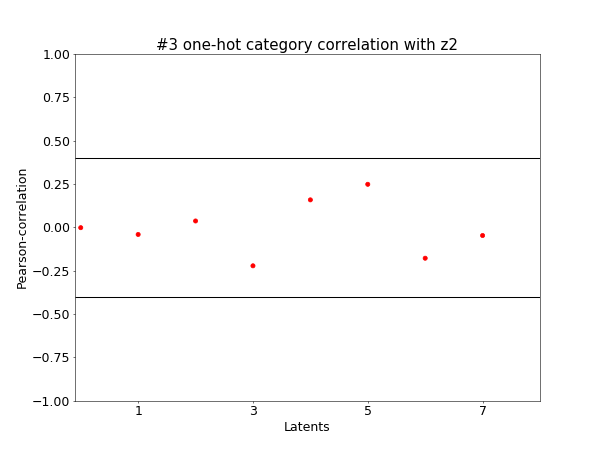 #3 one-hot category correlation with z2
1.00
0.75
0.50
0.25
0.00
−0.25
−0.50
−0.75
−1.00
Pearson-correlation
1 3 5 7
Latents